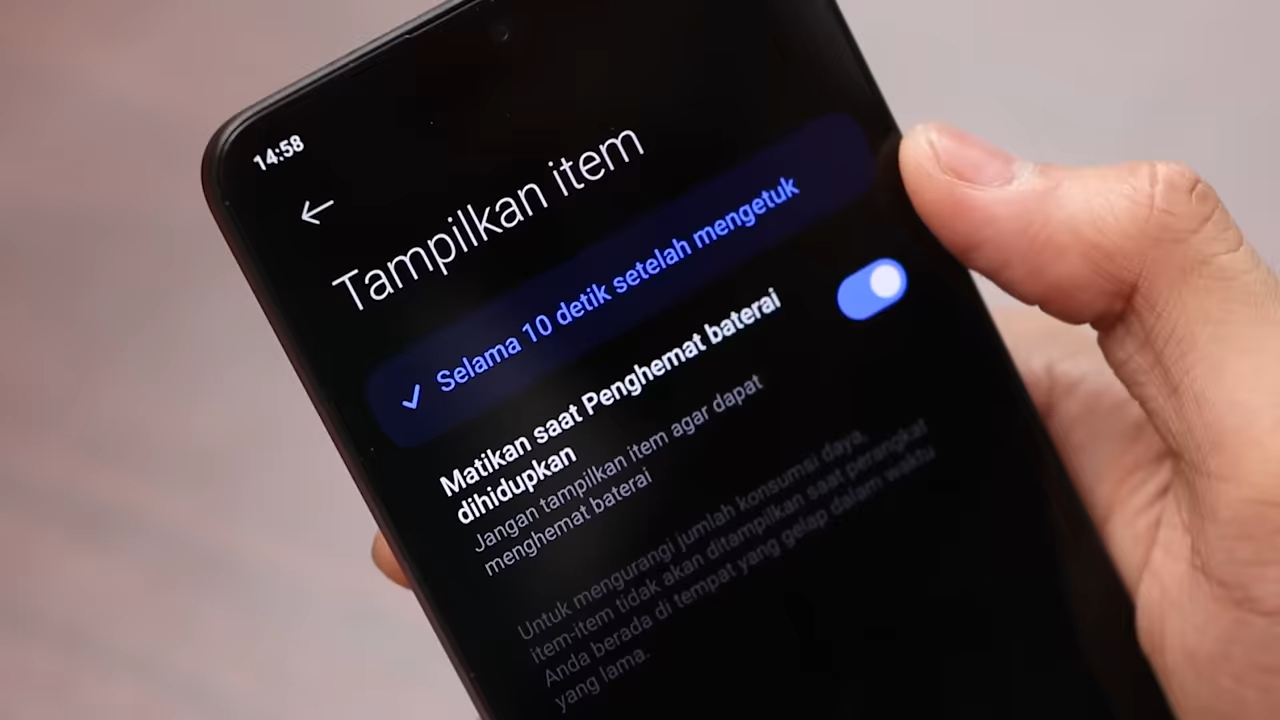 14:58
Tampilkan item
Selama 10 detik setelah mengetuk
Matikan saat Penghemat baterai
dihidupkan
Jangan tampilkan item agar dapat
menghemat baterai
Untuk mengurangi jumlah konsumsi daya,
item-item tidak akan ditampilkan saat perangkat
Anda berada di tempat yang gelap dalam waktu
yang lama.